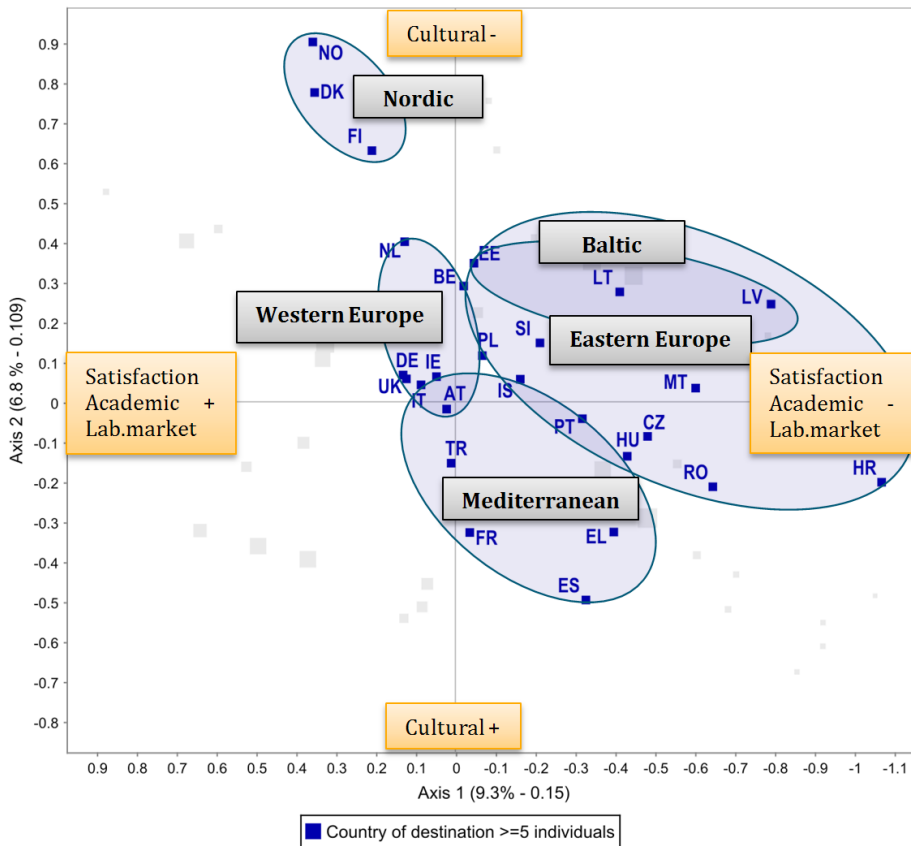 Cultural -
NO
DK
Nordic
FI
NL
EE
Baltic
BE
LT
LV
Western Europe
SI
Eastern Europe
PL
DE
IE
UK
IT
AT
IS
MT
Satisfaction
Academic +
Lab.market
Satisfaction
Academic -
Lab.market
PT
HU
CZ
TR
RO
HR
Mediterranean
FR
EL
ES
Cultural +
Axis 2 (6.8 % - 0.109)
0.9
0.8
0.7
0.6
0.5
0.4
0.3
0.2
0.1
0
-0.1
-0.2
-0.3
-0.4
-0.5
-0.6
-0.7
-0.8
0.9 0.8 0.7 0.6 0.5 0.4 0.3 0.2 0.1 0 -0.1 -0.2 -0.3 -0.4 -0.5 -0.6 -0.7 -0.8 -0.9 -1 -1.1
Axis 1 (9.3% - 0.15)
Country of destination >=5 individuals